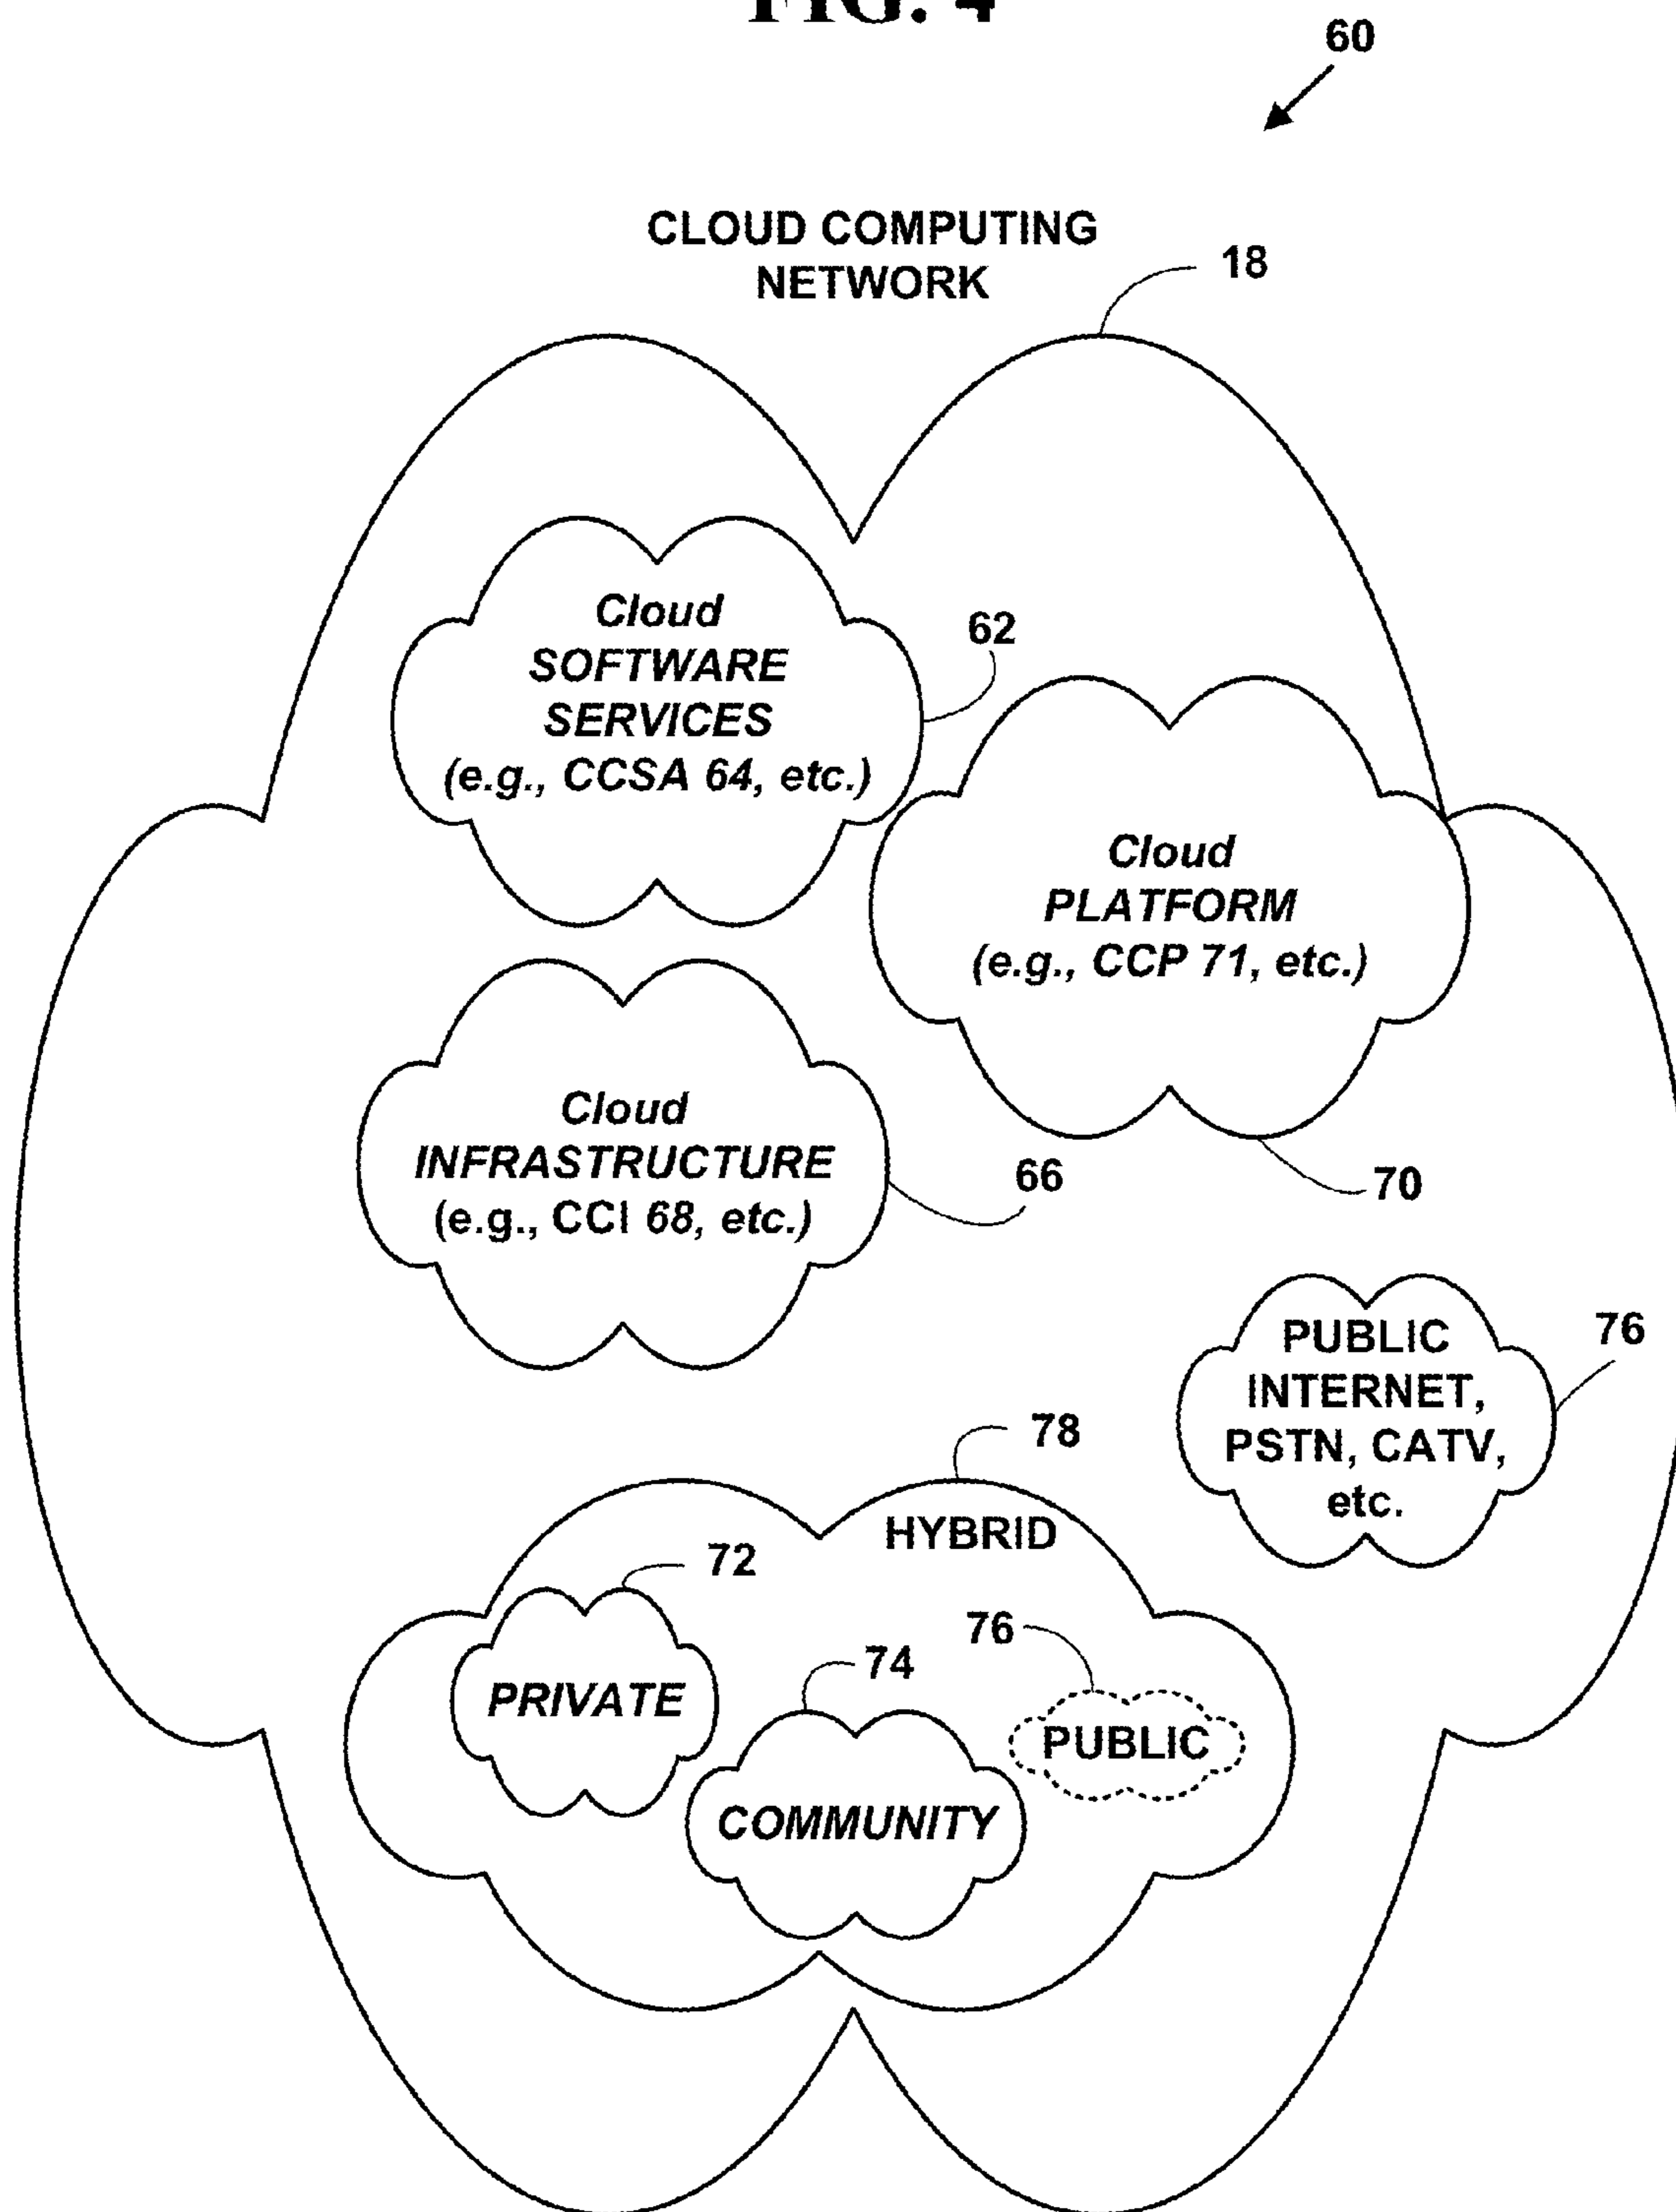 FIG. 4
60
CLOUD COMPUTING
NETWORK
18
Cloud
SOFTWARE
SERVICES
(e.g., CCSA 64, etc.)
62
Cloud
PLATFORM
(e.g., CCP 71, etc.)
70
Cloud
INFRASTRUCTURE
(e.g., CCI 68, etc.)
66
PUBLIC
INTERNET,
PSTN, CATV,
etc.
76
78
HYBRID
72
PRIVATE
74
COMMUNITY
76
PUBLIC